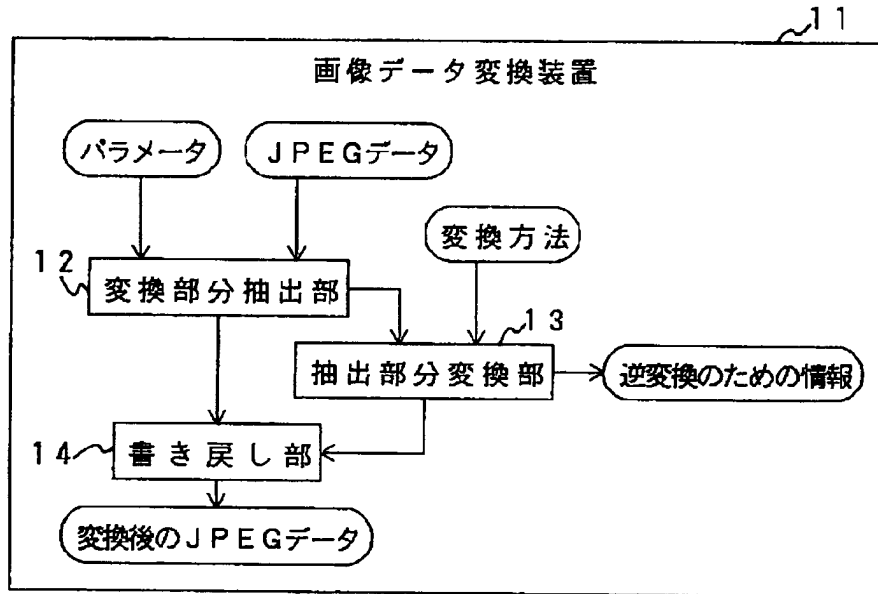 11
画像データ変換装置
パラメータ
JPEGデータ
変換方法
12
変換部分抽出部
13
抽出部分変換部
逆変換のための情報
14
書き戻し部
変換後のJPEGデータ